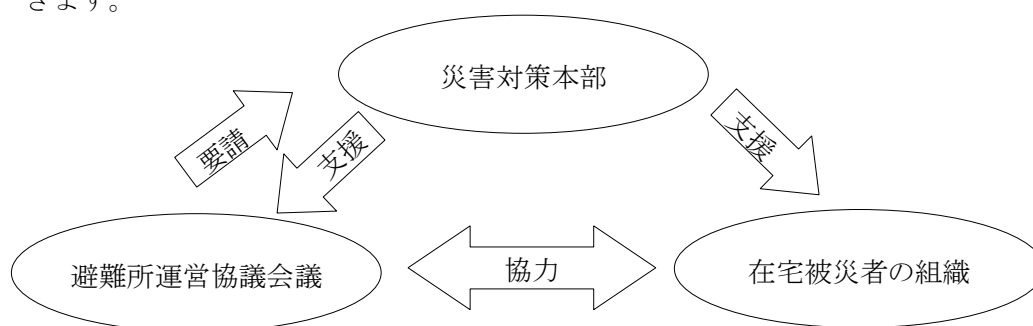 きます。
災害対策本部
要請
支援
支援
避難所運営協議会議
協力
在宅被災者の組織